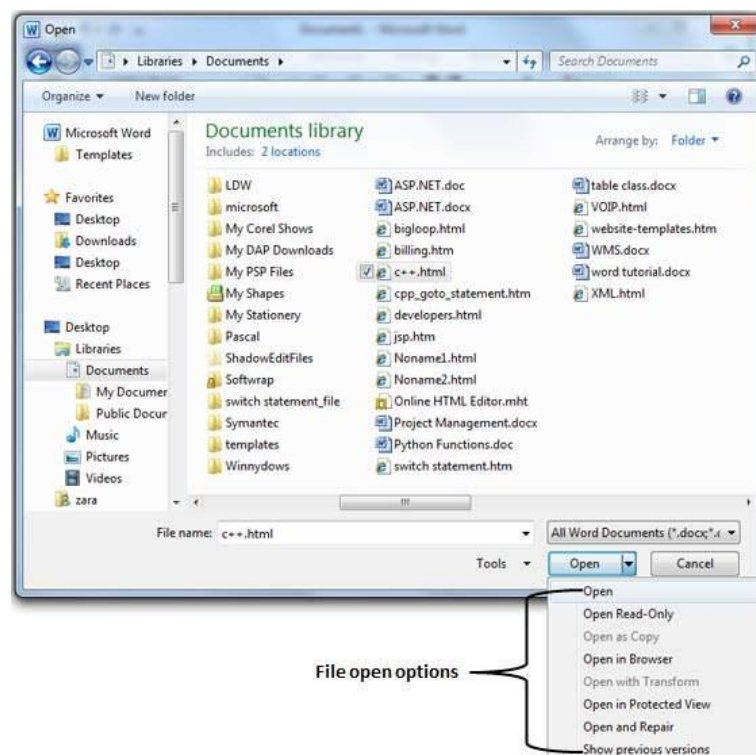 Open
Libraries ▸ Documents ▸
Search Documents
Organize
New folder
Microsoft Word
Templates
Favorites
Desktop
Downloads
Desktop
Recent Places
Desktop
Libraries
Documents
My Documer
Public Docur
Music
Pictures
Videos
zara
Documents library
Includes: 2 locations
Arrange by: Folder
LDW
microsoft
My Corel Shows
My DAP Downloads
My PSP Files
My Shapes
My Stationery
Pascal
ShadowEditFiles
Softwrap
switch statement_file
Symantec
templates
Winnydows
ASP.NET.doc
ASP.NET.docx
bigloop.html
billing.htm
c++.html
cpp_goto_statement.htm
developers.html
jsp.htm
Noname1.html
Noname2.html
Online HTML Editor.mht
Project Management.docx
Python Functions.doc
switch statement.htm
table class.docx
VOIP.html
website-templates.htm
WMS.docx
word tutorial.docx
XML.html
File name: c++.html
All Word Documents (*.docx;*.c
Tools
Open
Cancel
Open
Open Read-Only
Open as Copy
Open in Browser
Open with Transform
Open in Protected View
Open and Repair
Show previous versions
File open options